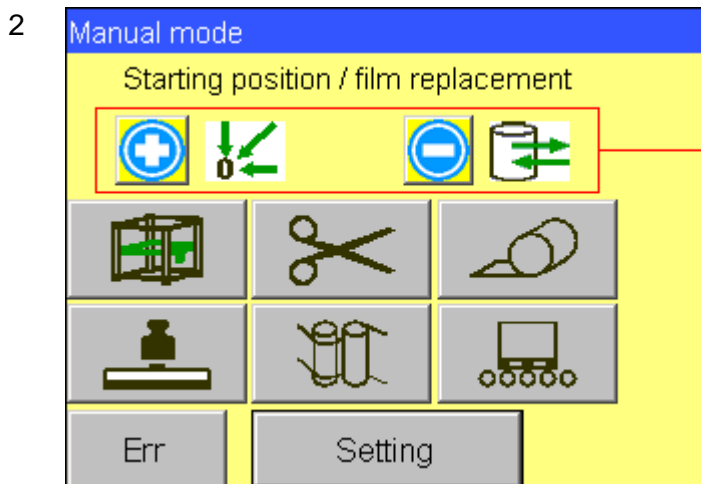 2
Manual mode
Starting position / film replacement
0
Err
Setting